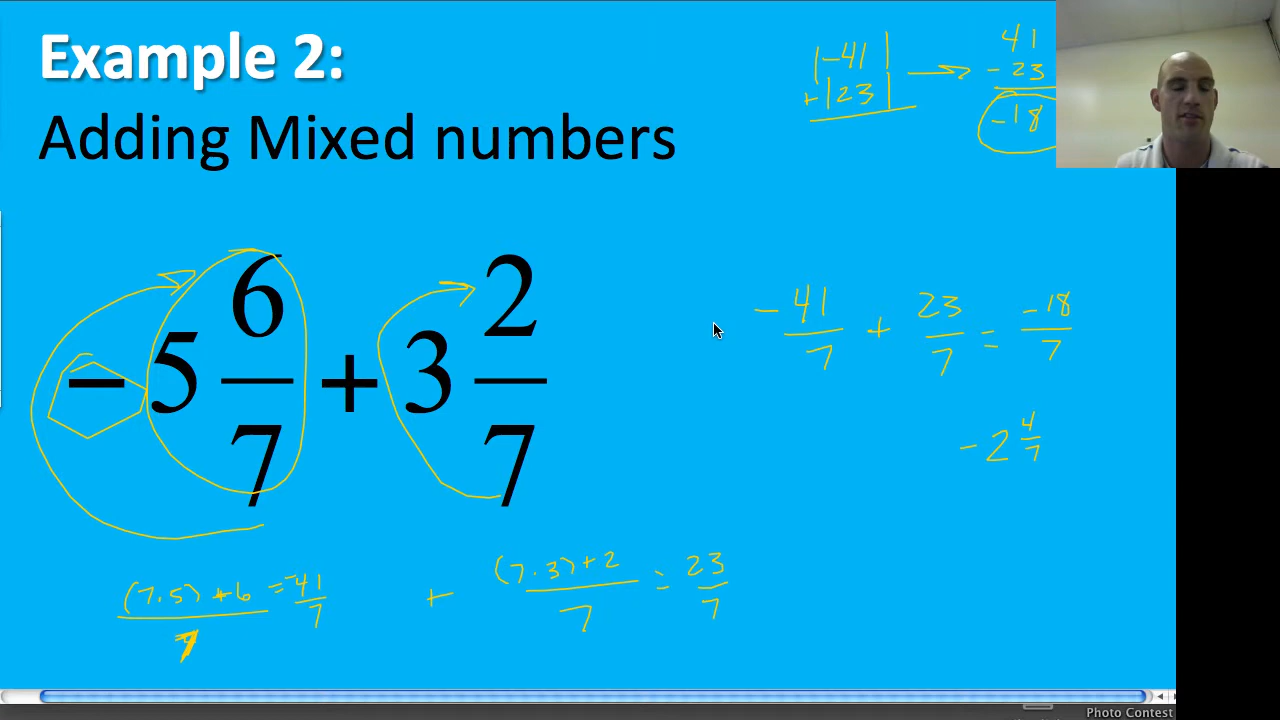 Example 2:
Adding Mixed numbers
|-41|
+|23|
→
41
- 23
-18
-5 6/7 + 3 2/7
-41/7 + 23/7 = -18/7
-2 4/7
(7.5) + 6 / 7 = -41/7 + (7.3) + 2 / 7 = 23/7
Photo Contest